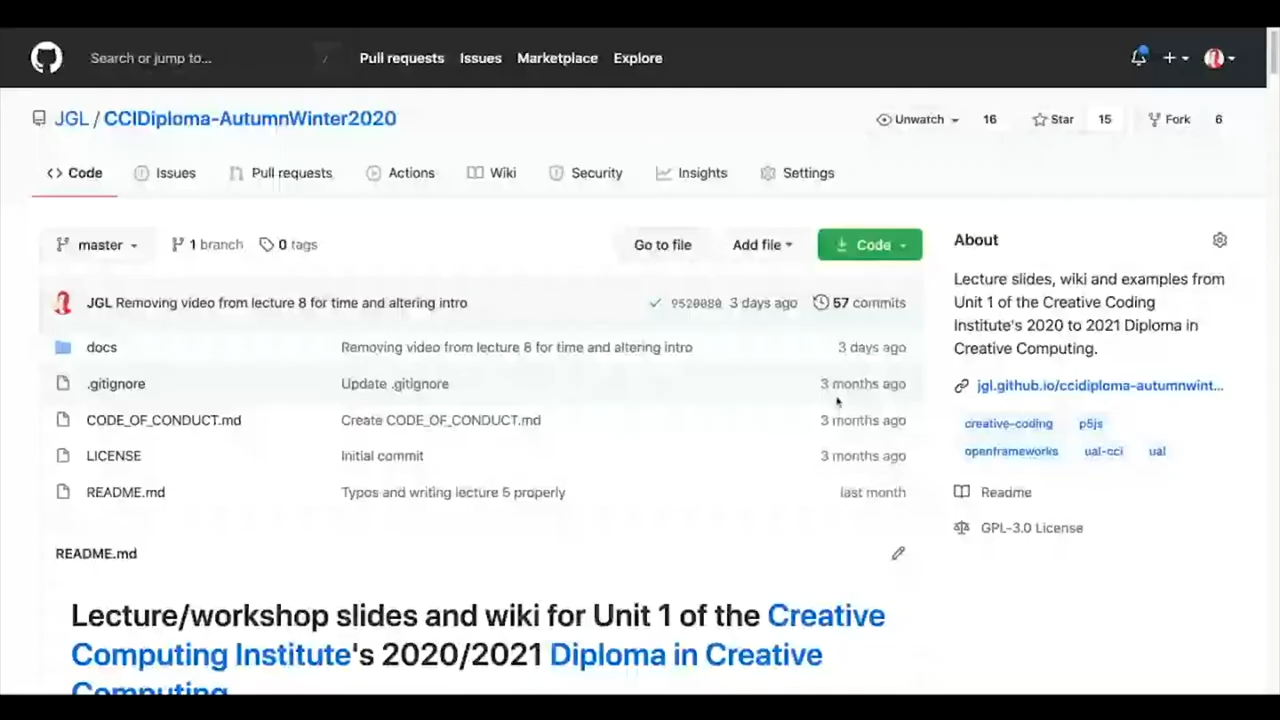 Search or jump to... / Pull requests Issues Marketplace Explore
JGL / CCIDiploma-AutumnWinter2020 Unwatch 16 Star 15 Fork 6
Code Issues Pull requests Actions Wiki Security Insights Settings
master 1 branch 0 tags Go to file Add file Code
JGL Removing video from lecture 8 for time and altering intro 9520080 3 days ago 57 commits
docs Removing video from lecture 8 for time and altering intro 3 days ago
.gitignore Update .gitignore 3 months ago
CODE_OF_CONDUCT.md Create CODE_OF_CONDUCT.md 3 months ago
LICENSE Initial commit 3 months ago
README.md Typos and writing lecture 5 properly last month
README.md
Lecture/workshop slides and wiki for Unit 1 of the Creative
Computing Institute's 2020/2021 Diploma in Creative
Computing
About
Lecture slides, wiki and examples from
Unit 1 of the Creative Coding
Institute's 2020 to 2021 Diploma in
Creative Computing.
jgl.github.io/ccidiploma-autumnwint...
creative-coding p5js
openframeworks ual-cci ual
Readme
GPL-3.0 License